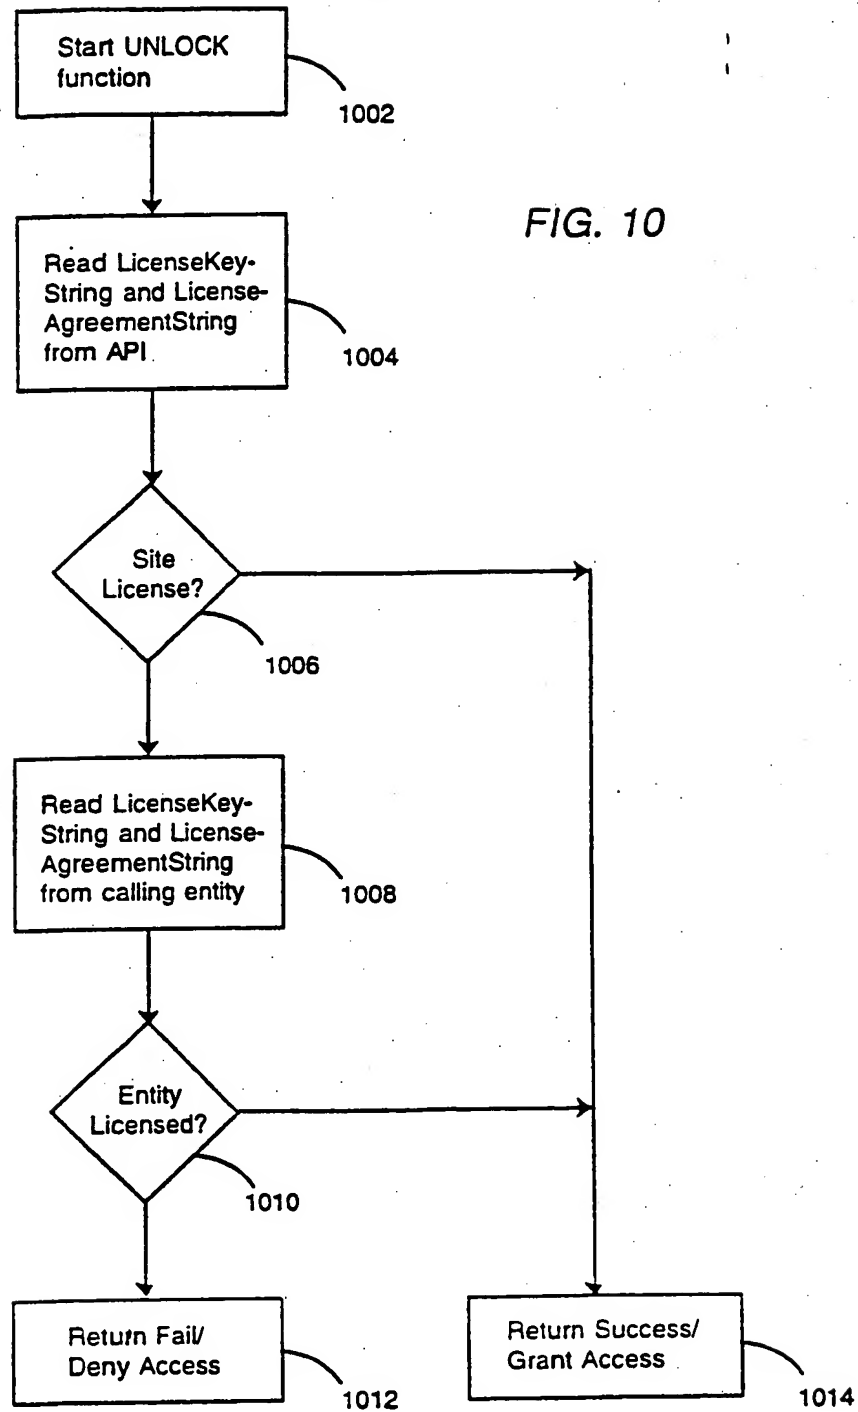 Start UNLOCK
function
1002
FIG. 10
Read LicenseKey-
String and License-
AgreementString
from API
1004
Site
License?
1006
Read LicenseKey-
String and License-
AgreementString
from calling entity
1008
Entity
Licensed?
1010
Return Fail/
Deny Access
1012
Return Success/
Grant Access
1014